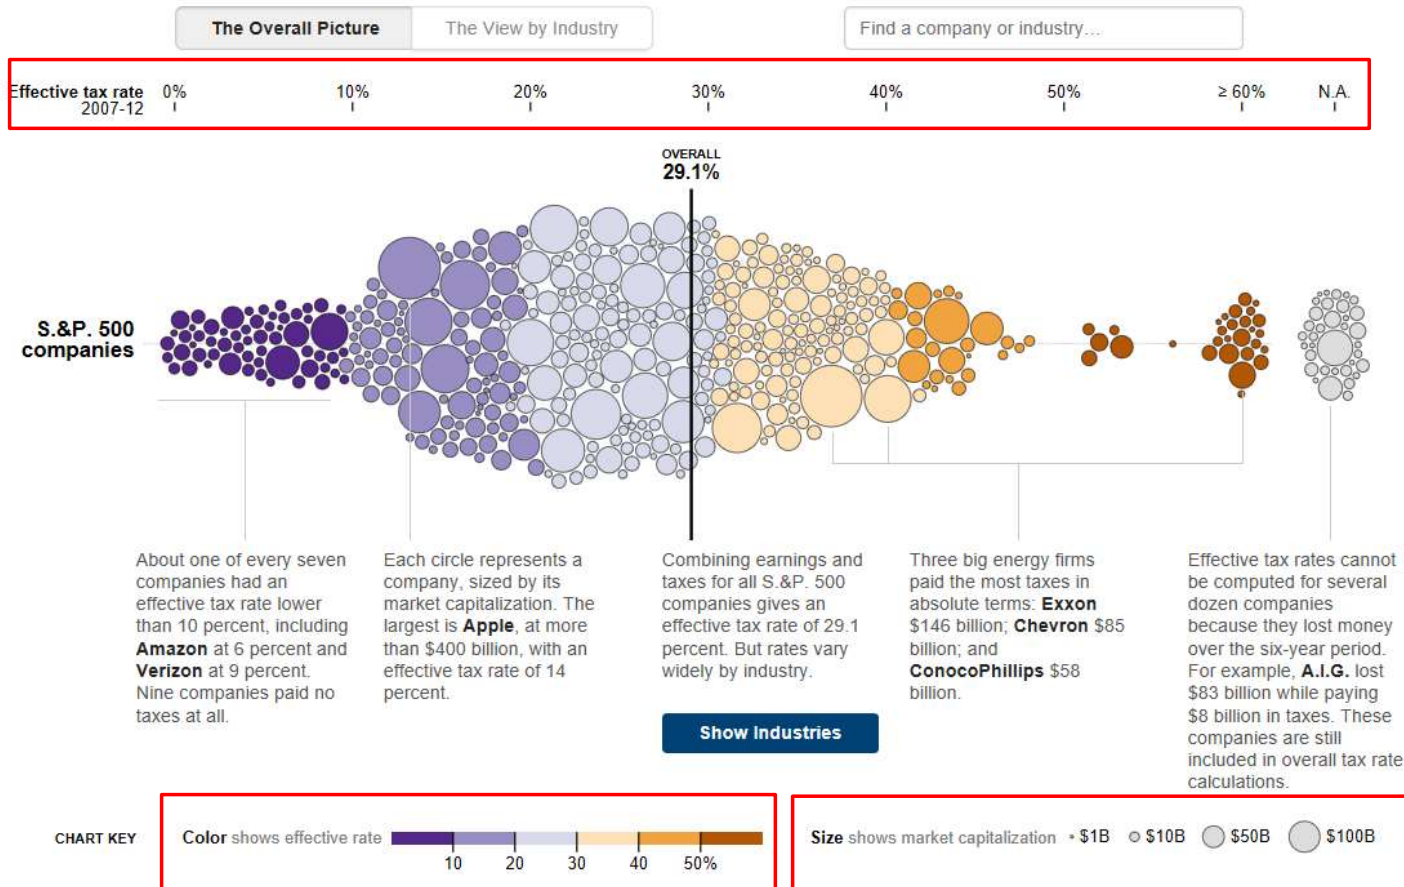 The Overall Picture
The View by Industry
Find a company or industry…
Effective tax rate
2007-12
0% 10% 20% 30% 40% 50% ≥ 60% N.A.
OVERALL
29.1%
S.&P. 500
companies
About one of every seven
companies had an
effective tax rate lower
than 10 percent, including
Amazon at 6 percent and
Verizon at 9 percent.
Nine companies paid no
taxes at all.
Each circle represents a
company, sized by its
market capitalization. The
largest is Apple, at more
than $400 billion, with an
effective tax rate of 14
percent.
Combining earnings and
taxes for all S.&P. 500
companies gives an
effective tax rate of 29.1
percent. But rates vary
widely by industry.
Show Industries
Three big energy firms
paid the most taxes in
absolute terms: Exxon
$146 billion; Chevron $85
billion; and
ConocoPhillips $58
billion.
Effective tax rates cannot
be computed for several
dozen companies
because they lost money
over the six-year period.
For example, A.I.G. lost
$83 billion while paying
$8 billion in taxes. These
companies are still
included in overall tax rate
calculations.
CHART KEY
Color shows effective rate
10 20 30 40 50%
Size shows market capitalization $1B $10B $50B $100B